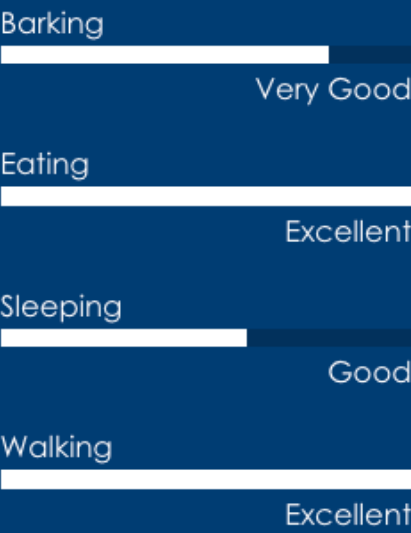 Barking
Very Good
Eating
Excellent
Sleeping
Good
Walking
Excellent